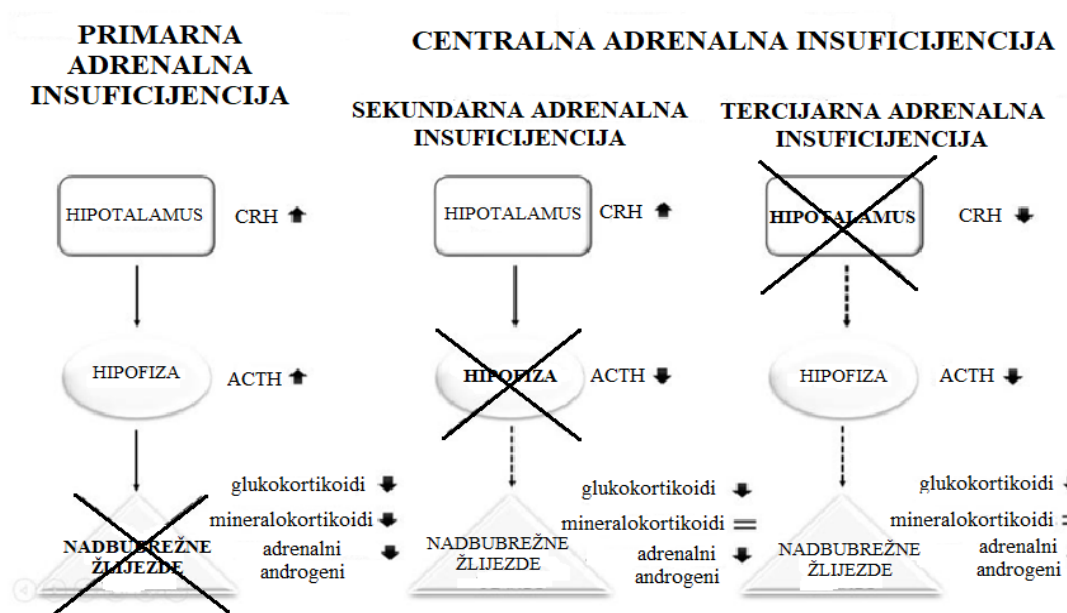 PRIMARNA
ADRENALNA
INSUFICIJENCIJA
CENTRALNA ADRENALNA INSUFICIJENCIJA
SEKUNDARNA ADRENALNA
INSUFICIJENCIJA
TERCIJARNA ADRENALNA
INSUFICIJENCIJA
HIPOTALAMUS
CRH
HIPOTALAMUS
CRH
HIPOTALAMUS
CRH
HIPOFIZA
ACTH
HIPOFIZA
ACTH
HIPOFIZA
ACTH
NADBUBREŽNE
ŽLIJEZDE
glukokortikoidi
mineralokortikoidi
adrenalni
androgeni
NADBUBREŽNE
ŽLIJEZDE
glukokortikoidi
mineralokortikoidi =
adrenalni
androgeni
NADBUBREŽNE
ŽLIJEZDE
glukokortikoidi
mineralokortikoidi
adrenalni
androgeni